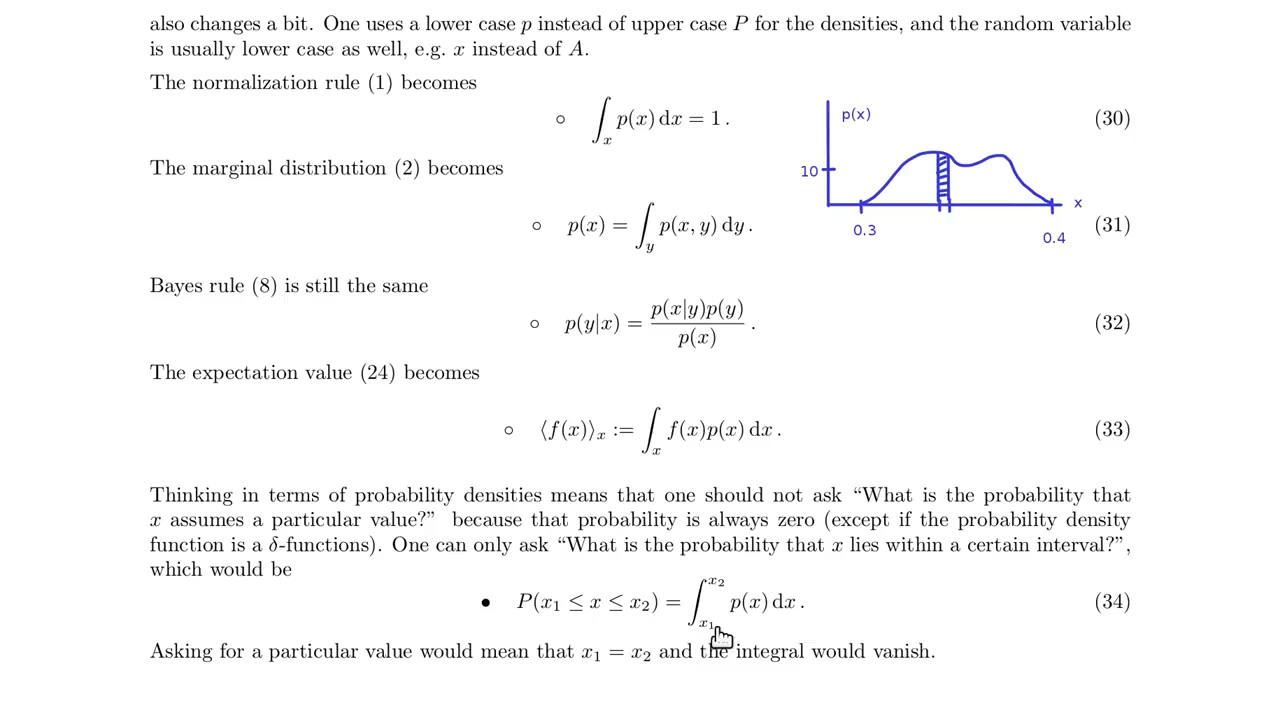 also changes a bit. One uses a lower case p instead of upper case P for the densities, and the random variable
is usually lower case as well, e.g. x instead of A.
The normalization rule (1) becomes
◦ ∫_x p(x) dx = 1 . (30)
p(x)
10
x
0.3
0.4
The marginal distribution (2) becomes
◦ p(x) = ∫_y p(x, y) dy . (31)
Bayes rule (8) is still the same
◦ p(y|x) = p(x|y)p(y) / p(x) . (32)
The expectation value (24) becomes
◦ ⟨f(x)⟩_x := ∫_x f(x)p(x) dx . (33)
Thinking in terms of probability densities means that one should not ask “What is the probability that
x assumes a particular value?” because that probability is always zero (except if the probability density
function is a δ-functions). One can only ask “What is the probability that x lies within a certain interval?”,
which would be
• P(x₁ ≤ x ≤ x₂) = ∫_{x₁}^{x₂} p(x) dx . (34)
Asking for a particular value would mean that x₁ = x₂ and the integral would vanish.